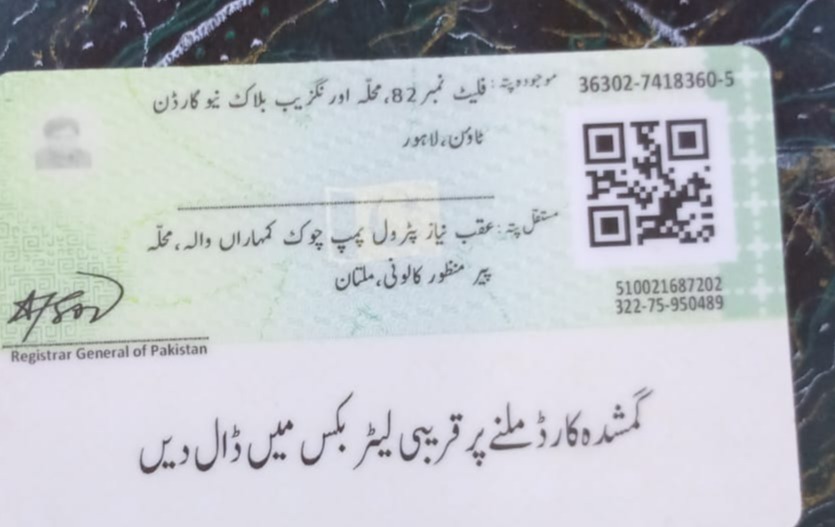 36302-7418360-5
موجودہ پتہ: فلیٹ نمبر 82، محلّہ اورنگزیب بلاک نیو گارڈن
ٹاؤن، لاہور
مستقل پتہ: عقب نیاز پٹرول پمپ چوک کمہاراں والہ، محلّہ
پیر منظور کالونی، ملتان
510021687202
322-75-950489
Registrar General of Pakistan
گمشدہ کارڈ ملنے پر قریبی لیٹر بکس میں ڈال دیں